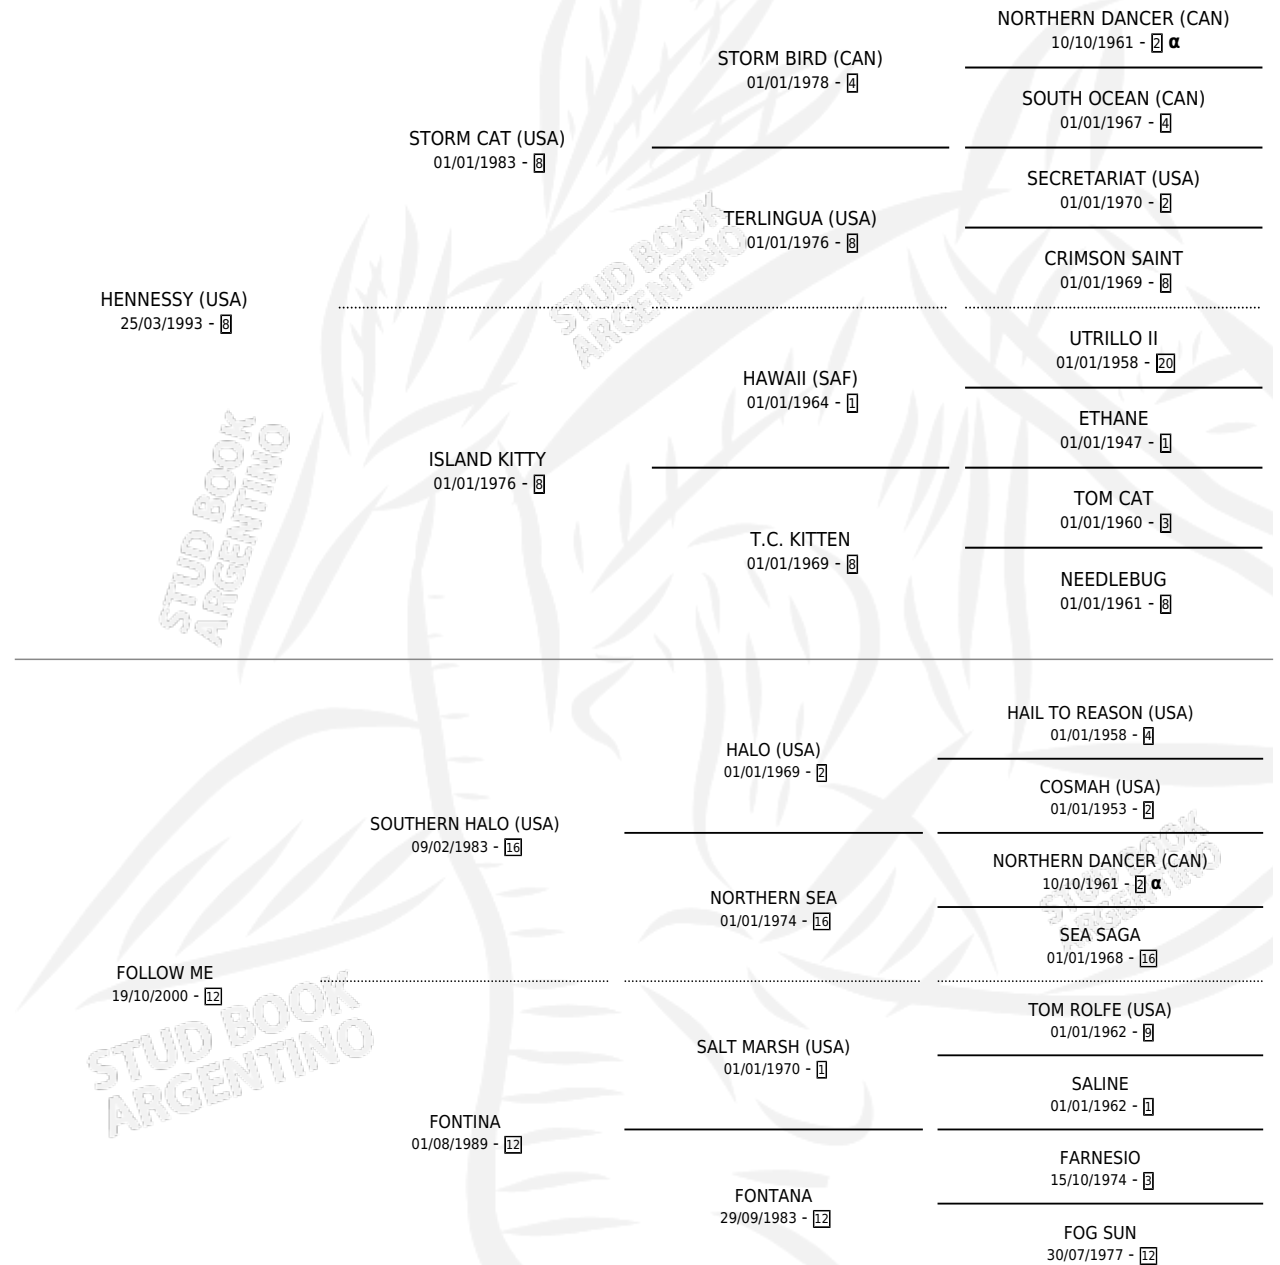 NORTHERN DANCER (CAN)
10/10/1961 - 2 α
STORM BIRD (CAN)
01/01/1978 - 4
SOUTH OCEAN (CAN)
01/01/1967 - 4
STORM CAT (USA)
01/01/1983 - 8
SECRETARIAT (USA)
01/01/1970 - 2
TERLINGUA (USA)
01/01/1976 - 8
CRIMSON SAINT
01/01/1969 - 8
HENNESSY (USA)
25/03/1993 - 8
UTRILLO II
01/01/1958 - 20
HAWAII (SAF)
01/01/1964 - 1
ETHANE
01/01/1947 - 1
ISLAND KITTY
01/01/1976 - 8
TOM CAT
01/01/1960 - 3
T.C. KITTEN
01/01/1969 - 8
NEEDLEBUG
01/01/1961 - 8
HAIL TO REASON (USA)
01/01/1958 - 4
HALO (USA)
01/01/1969 - 2
COSMAH (USA)
01/01/1953 - 2
SOUTHERN HALO (USA)
09/02/1983 - 16
NORTHERN DANCER (CAN)
10/10/1961 - 2 α
NORTHERN SEA
01/01/1974 - 16
SEA SAGA
01/01/1968 - 16
FOLLOW ME
19/10/2000 - 12
TOM ROLFE (USA)
01/01/1962 - 9
SALT MARSH (USA)
01/01/1970 - 1
SALINE
01/01/1962 - 1
FONTINA
01/08/1989 - 12
FARNESIO
15/10/1974 - 3
FONTANA
29/09/1983 - 12
FOG SUN
30/07/1977 - 12
STUD BOOK
ARGENTINO
STUD BOOK
ARGENTINO
STUD BOOK
ARGENTINO
STUD BOOK
ARGENTINO